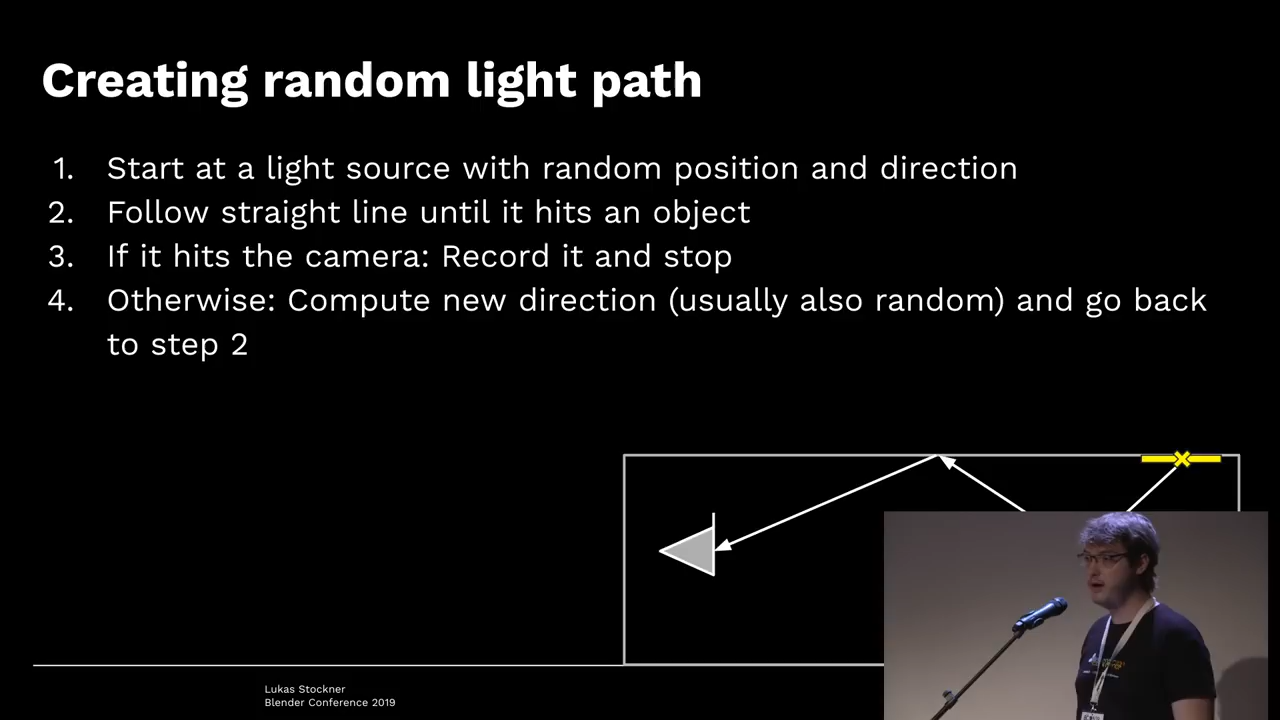 Creating random light path
1. Start at a light source with random position and direction
2. Follow straight line until it hits an object
3. If it hits the camera: Record it and stop
4. Otherwise: Compute new direction (usually also random) and go back
to step 2
Lukas Stockner
Blender Conference 2019